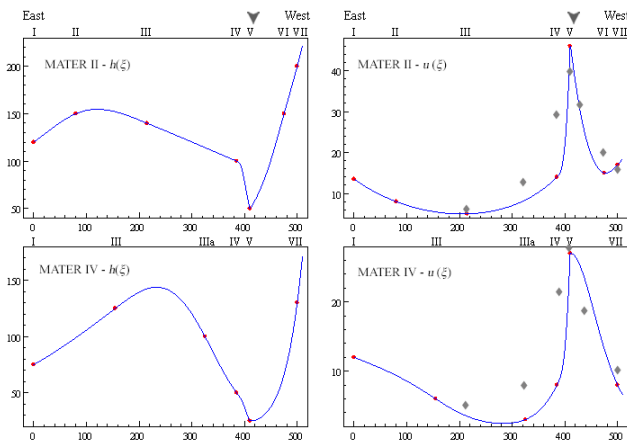 East West East West
I II III IV V VI VII I II III IV V VI VII
MATER II - h(ξ) MATER II - u (ξ)
200
150
100
50
40
30
20
10
0 100 200 300 400 500 0 100 200 300 400 500
I III IIIa IV V VII I III IIIa IV V VII
MATER IV - h(ξ) MATER IV - u (ξ)
150
100
50
20
10
0
0 100 200 300 400 500 0 100 200 300 400 500